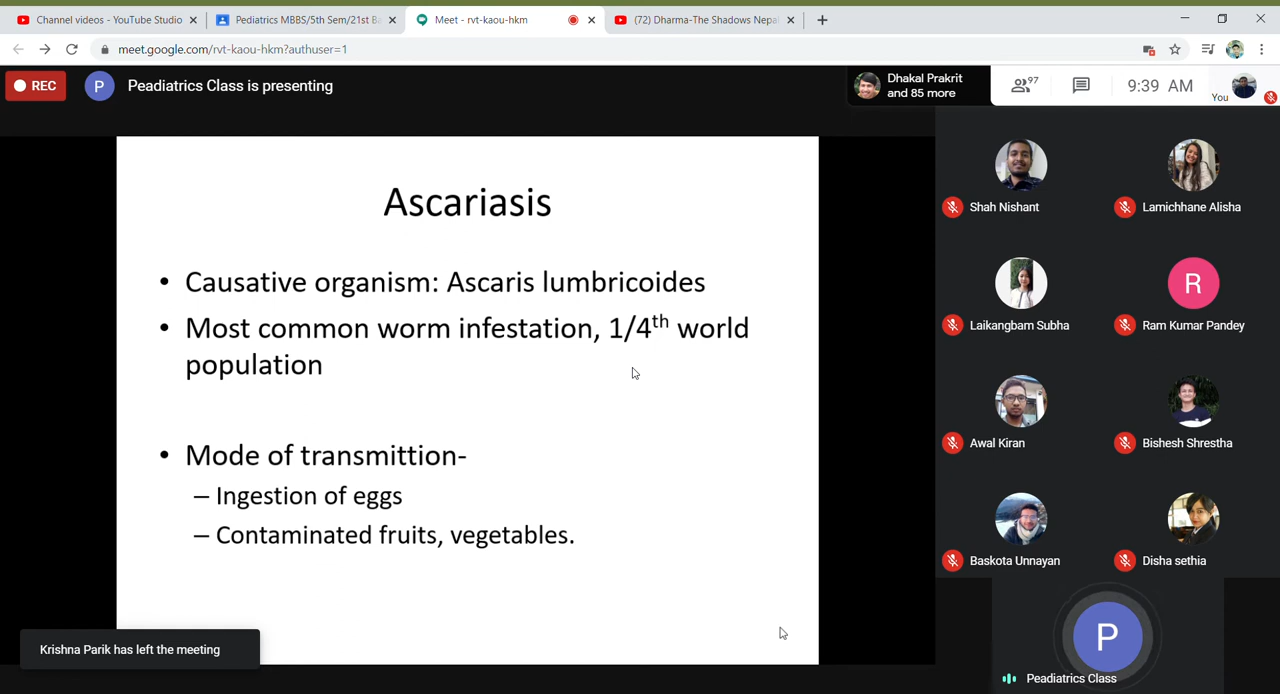 Channel videos - YouTube Studio
Pediatrics MBBS/5th Sem/21st Ba
Meet - rvt-kaou-hkm
(72) Dharma-The Shadows Nepal
meet.google.com/rvt-kaou-hkm?authuser=1
REC
P
Peadiatrics Class is presenting
Dhakal Prakrit
and 85 more
97
9:39 AM
You
Ascariasis
• Causative organism: Ascaris lumbricoides
• Most common worm infestation, 1/4th world
population
• Mode of transmittion-
– Ingestion of eggs
– Contaminated fruits, vegetables.
Shah Nishant
Lamichhane Alisha
Laikangbam Subha
R
Ram Kumar Pandey
Awal Kiran
Bishesh Shrestha
Baskota Unnayan
Disha sethia
P
Peadiatrics Class
Krishna Parik has left the meeting